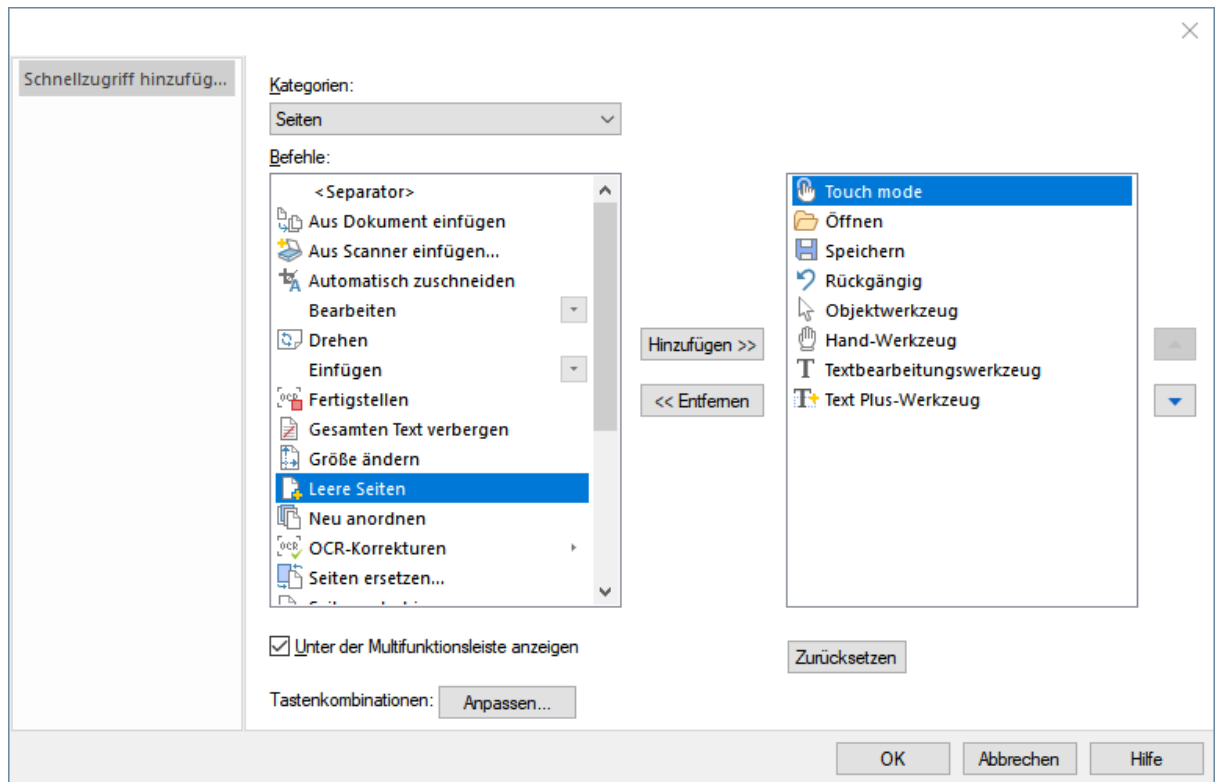 Schnellzugriff hinzufüg...
Kategorien:
Seiten
Befehle:
<Separator>
Aus Dokument einfügen
Aus Scanner einfügen...
Automatisch zuschneiden
Bearbeiten
Drehen
Einfügen
Fertigstellen
Gesamten Text verbergen
Größe ändern
Leere Seiten
Neu anordnen
OCR-Korrekturen
Seiten ersetzen...
Hinzufügen >>
<< Entfernen
Touch mode
Öffnen
Speichern
Rückgängig
Objektwerkzeug
Hand-Werkzeug
Textbearbeitungswerkzeug
Text Plus-Werkzeug
Unter der Multifunktionsleiste anzeigen
Zurücksetzen
Tastenkombinationen: Anpassen...
OK Abbrechen Hilfe